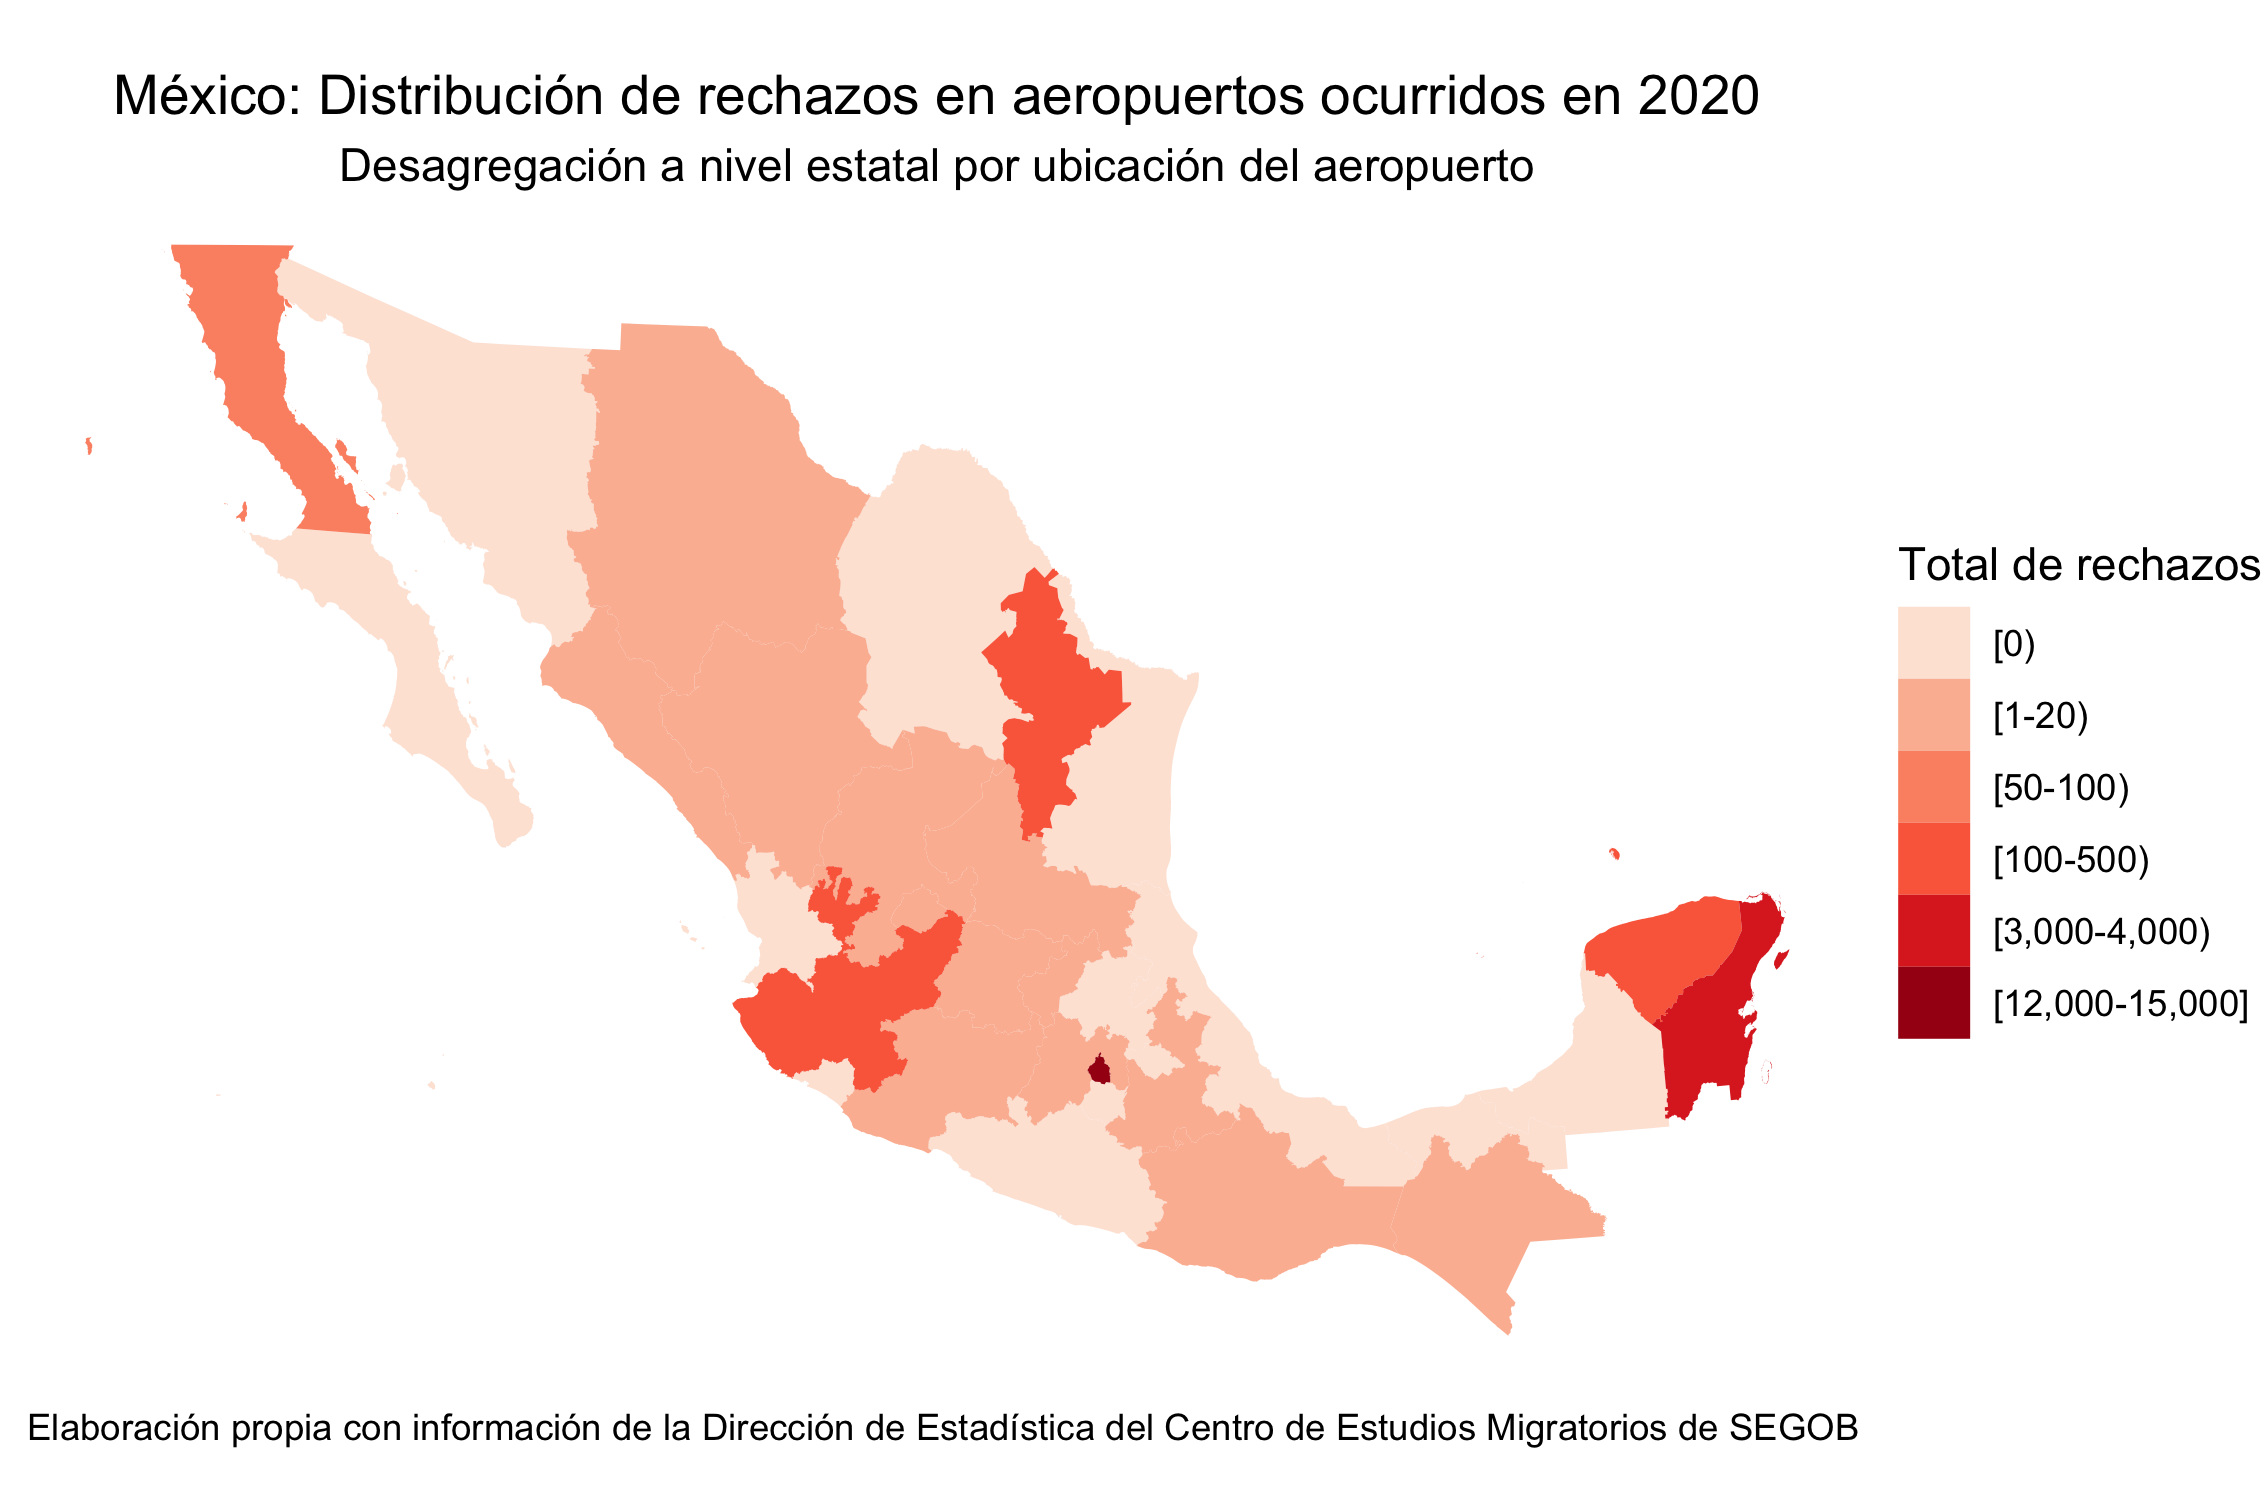 México: Distribución de rechazos en aeropuertos ocurridos en 2020
Desagregación a nivel estatal por ubicación del aeropuerto
Total de rechazos
[0)
[1-20)
[50-100)
[100-500)
[3,000-4,000)
[12,000-15,000]
Elaboración propia con información de la Dirección de Estadística del Centro de Estudios Migratorios de SEGOB